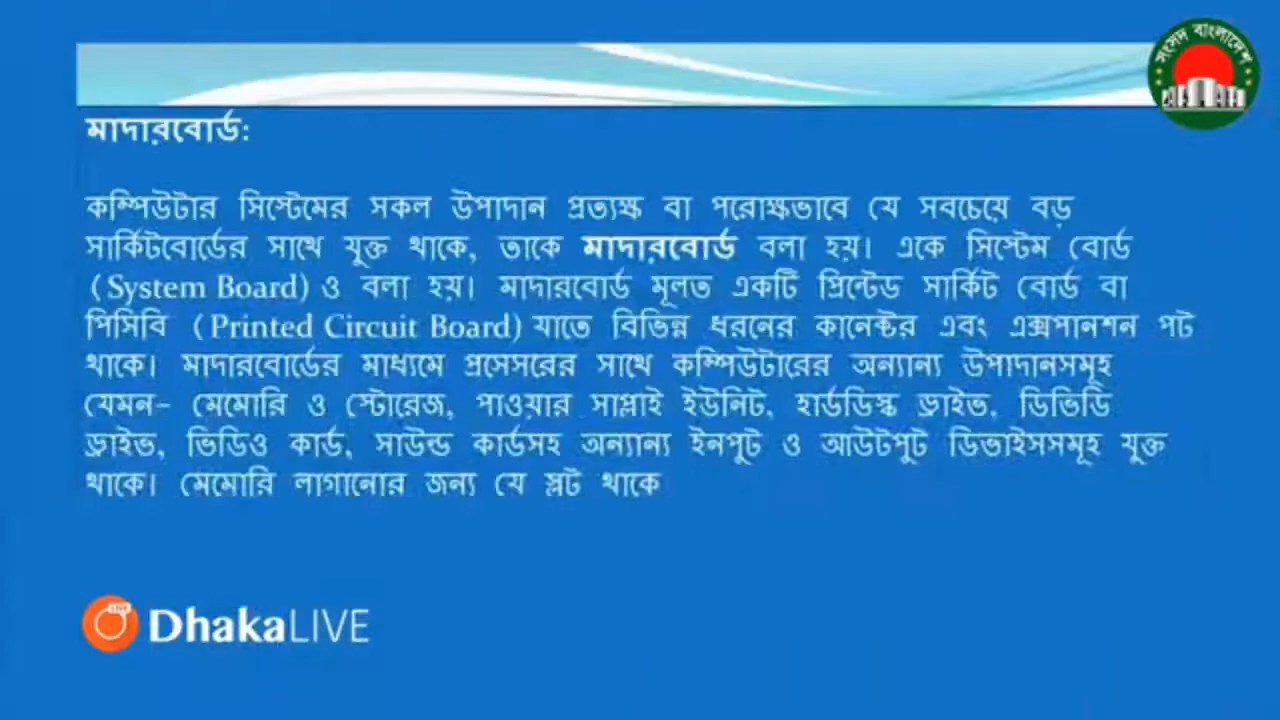 সংসদ বাংলাদেশ
মাদারবোর্ড:
কম্পিউটার সিস্টেমের সকল উপাদান প্রত্যক্ষ বা পরোক্ষভাবে যে সবচেয়ে বড়
সার্কিটবোর্ডের সাথে যুক্ত থাকে, তাকে মাদারবোর্ড বলা হয়। একে সিস্টেম বোর্ড
(System Board) ও বলা হয়। মাদারবোর্ড মূলত একটি প্রিন্টেড সার্কিট বোর্ড বা
পিসিবি (Printed Circuit Board) যাতে বিভিন্ন ধরনের কানেক্টর এবং এক্সপানশন পট
থাকে। মাদারবোর্ডের মাধ্যমে প্রসেসরের সাথে কম্পিউটারের অন্যান্য উপাদানসমূহ
যেমন- মেমোরি ও স্টোরেজ, পাওয়ার সাপ্লাই ইউনিট, হার্ডডিস্ক ড্রাইভ, ডিভিডি
ড্রাইভ, ভিডিও কার্ড, সাউন্ড কার্ডসহ অন্যান্য ইনপুট ও আউটপুট ডিভাইসসমূহ যুক্ত
থাকে। মেমোরি লাগানোর জন্য যে স্লট থাকে
LIVE
DhakaLIVE